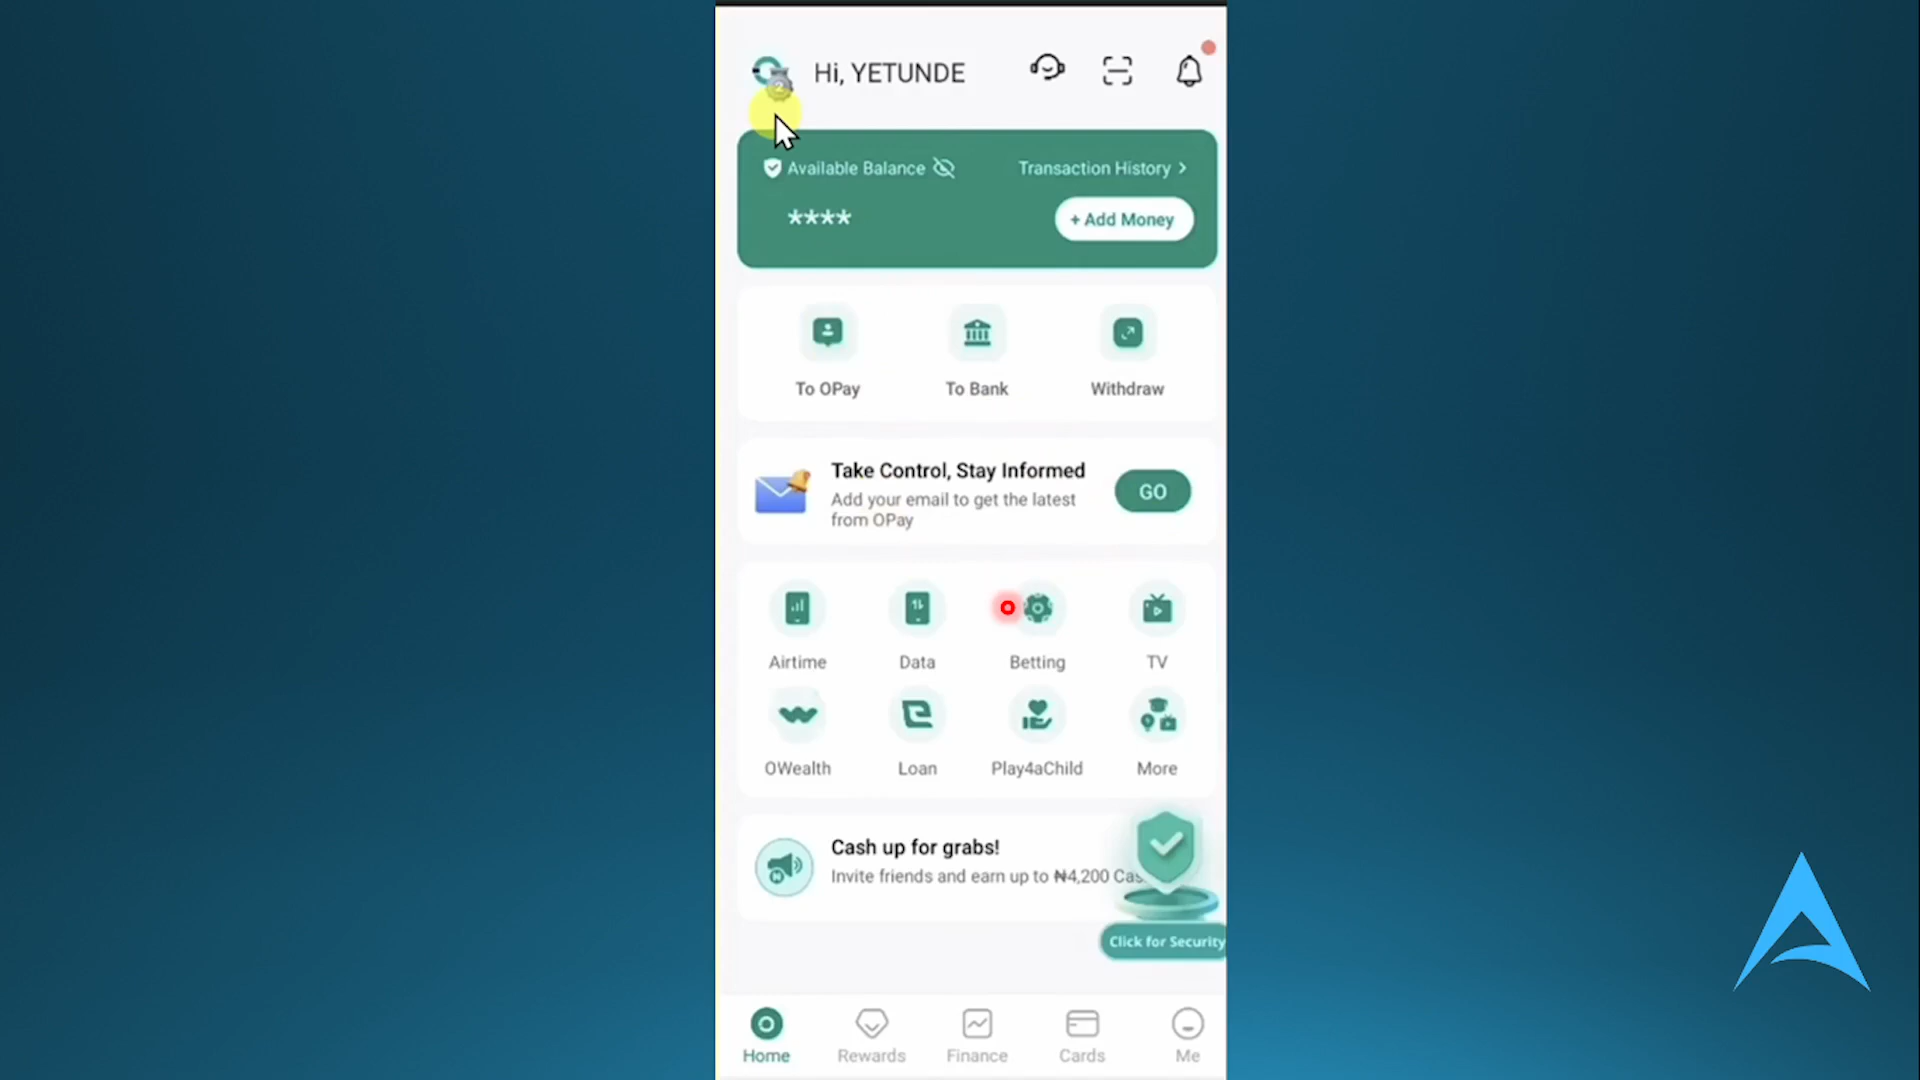 Hi, YETUNDE
2
Available Balance
Transaction History >
****
+ Add Money
To OPay
To Bank
Withdraw
Take Control, Stay Informed
Add your email to get the latest
from OPay
GO
Airtime
Data
Betting
TV
OWealth
Loan
Play4aChild
More
Cash up for grabs!
Invite friends and earn up to ₦4,200 Cas
Click for Security
Home
Rewards
Finance
Cards
Me